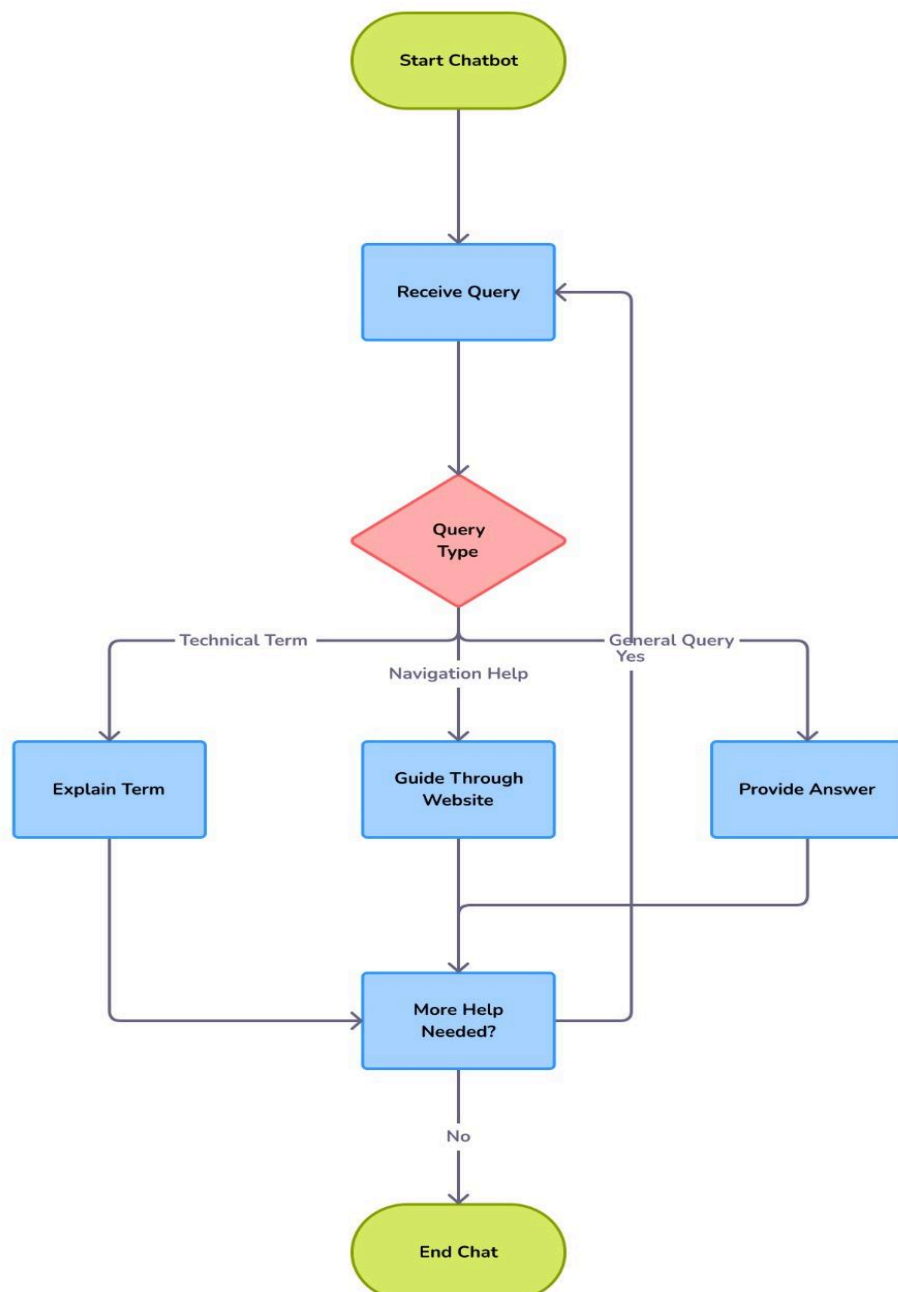 Start Chatbot
Receive Query
Query
Type
Technical Term
General Query
Yes
Navigation Help
Explain Term
Guide Through
Website
Provide Answer
More Help
Needed?
No
End Chat